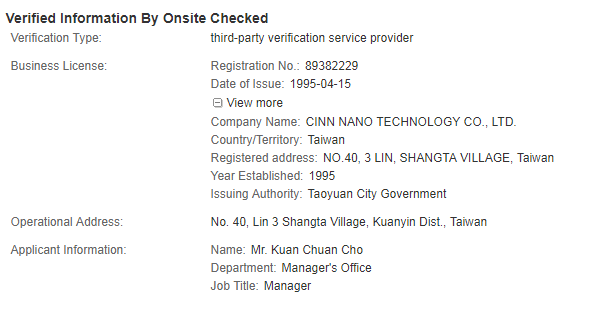 Verified Information By Onsite Checked
Verification Type: third-party verification service provider
Business License: Registration No.: 89382229
Date of Issue: 1995-04-15
View more
Company Name: CINN NANO TECHNOLOGY CO., LTD.
Country/Territory: Taiwan
Registered address: NO.40, 3 LIN, SHANGTA VILLAGE, Taiwan
Year Established: 1995
Issuing Authority: Taoyuan City Government
Operational Address: No. 40, Lin 3 Shangta Village, Kuanyin Dist., Taiwan
Applicant Information: Name: Mr. Kuan Chuan Cho
Department: Manager's Office
Job Title: Manager